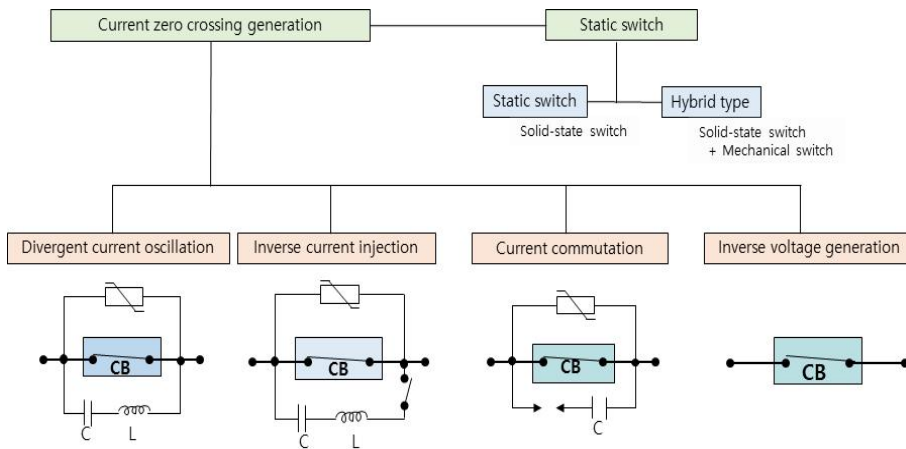 Current zero crossing generation
Static switch
Static switch
Hybrid type
Solid-state switch
Solid-state switch
+ Mechanical switch
Divergent current oscillation
Inverse current injection
Current commutation
Inverse voltage generation
CB
C
L
CB
C
L
CB
C
CB